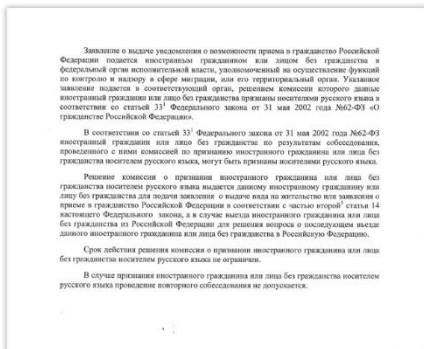 Заявление о выдаче уведомления о возможности приема в гражданство Российской
Федерации подается иностранным гражданином или лицом без гражданства в
федеральный орган исполнительной власти, уполномоченный на осуществление функций
по контролю и надзору в сфере миграции, или его территориальный орган. Указанное
заявление подается в соответствующий орган, решением комиссии которого данные
иностранный гражданин или лицо без гражданства признаны носителями русского языка в
соответствии со статьей 33¹ Федерального закона от 31 мая 2002 года №62-ФЗ «О
гражданстве Российской Федерации».
В соответствии со статьей 33¹ Федерального закона от 31 мая 2002 года №62-ФЗ
иностранный гражданин или лицо без гражданства по результатам собеседования,
проведенного с ними комиссией по признанию иностранного гражданина или лица без
гражданства носителем русского языка, могут быть признаны носителями русского языка.
Решение комиссии о признании иностранного гражданина или лица без
гражданства носителем русского языка выдается данному иностранному гражданину или
лицу без гражданства для подачи заявления о выдаче вида на жительство или заявления о
приеме в гражданство Российской Федерации в соответствии с частью второй³ статьи 14
настоящего Федерального закона, а в случае выезда иностранного гражданина или лица
без гражданства из Российской Федерации для решения вопроса о последующем въезде
данного иностранного гражданина или лица без гражданства в Российскую Федерацию.
Срок действия решения комиссии о признании иностранного гражданина или лица
без гражданства носителем русского языка не ограничен.
В случае признания иностранного гражданина или лица без гражданства носителем
русского языка проведение повторного собеседования не допускается.